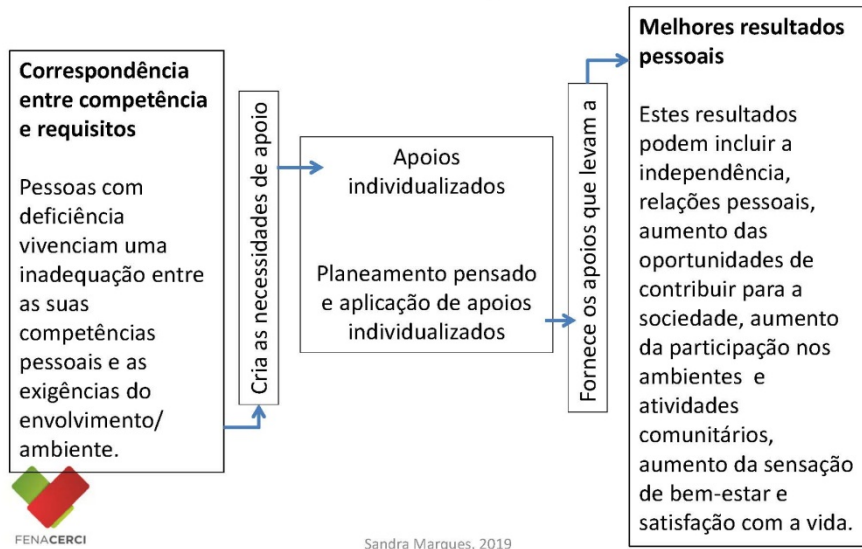 Correspondência
entre competência
e requisitos
Pessoas com
deficiência
vivenciam uma
inadequação entre
as suas
competências
pessoais e as
exigências do
envolvimento/
ambiente.
Cria as necessidades de apoio
Apoios
individualizados
Planeamento pensado
e aplicação de apoios
individualizados
Fornece os apoios que levam a
Melhores resultados
pessoais
Estes resultados
podem incluir a
independência,
relações pessoais,
aumento das
oportunidades de
contribuir para a
sociedade, aumento
da participação nos
ambientes e
atividades
comunitários,
aumento da sensação
de bem-estar e
satisfação com a vida.
FENACERCI
Sandra Marques, 2019